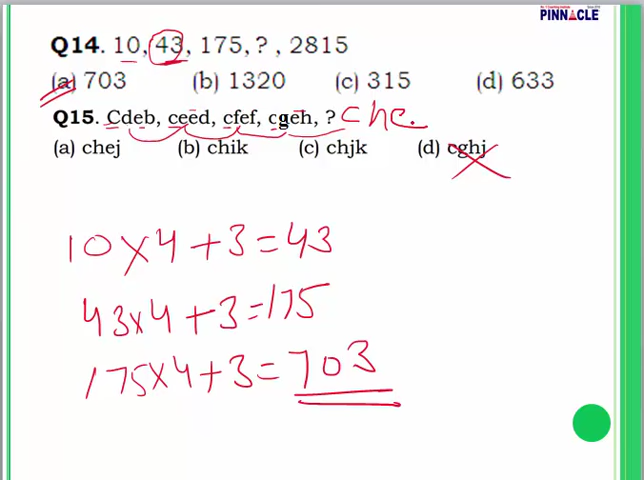 PINNACLE
Q14. 10, 43, 175, ? , 2815
(a) 703 (b) 1320 (c) 315 (d) 633
Q15. Cdeb, ceed, cfef, cgeh, ? che.
(a) chej (b) chik (c) chjk (d) cghj
10 x 4 + 3 = 43
43 x 4 + 3 = 175
175 x 4 + 3 = 703